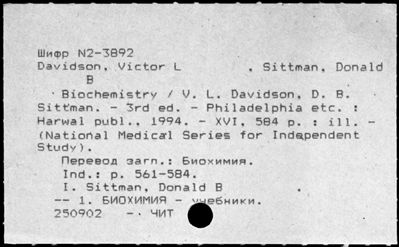 Шифр N2-3892
Davidson, Victor L , Sittman, Donald
B
Biochemistry / V. L. Davidson, D. B.
Sittman. - 3rd ed. - Philadelphia etc. :
Harwal publ., 1994. - XVI, 584 p. : ill. -
(National Medical Series for Independent
Study).
Перевод загл.: Биохимия.
Ind.: p. 561-584.
I. Sittman, Donald B .
-- 1. БИОХИМИЯ - учебники.
250902 - ЧИТ